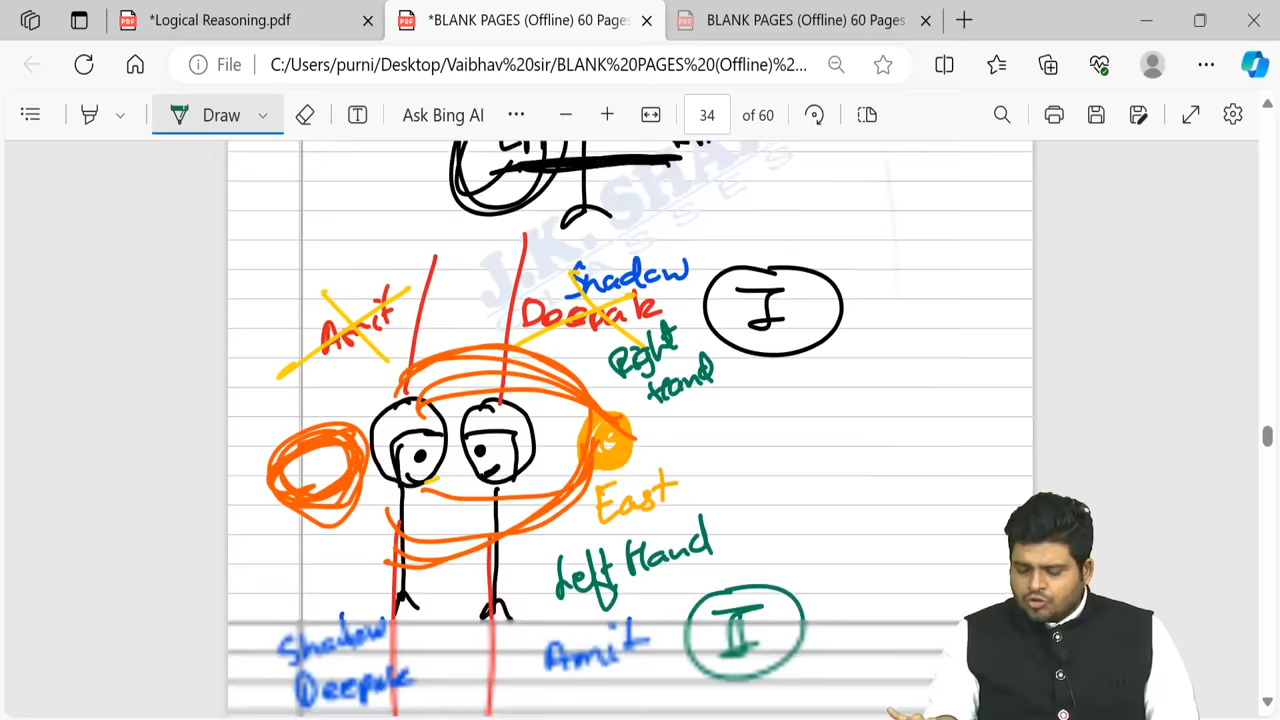 *Logical Reasoning.pdf
*BLANK PAGES (Offline) 60 Pages
BLANK PAGES (Offline) 60 Pages
File
C:/Users/purni/Desktop/Vaibhav%20sir/BLANK%20PAGES%20(Offline)%2...
Draw
Ask Bing AI
34
of 60
J.K. SHA
Shadow
Deepak
Amit
I
Right
Hand
East
Left Hand
Shadow
Deepak
Amit
II